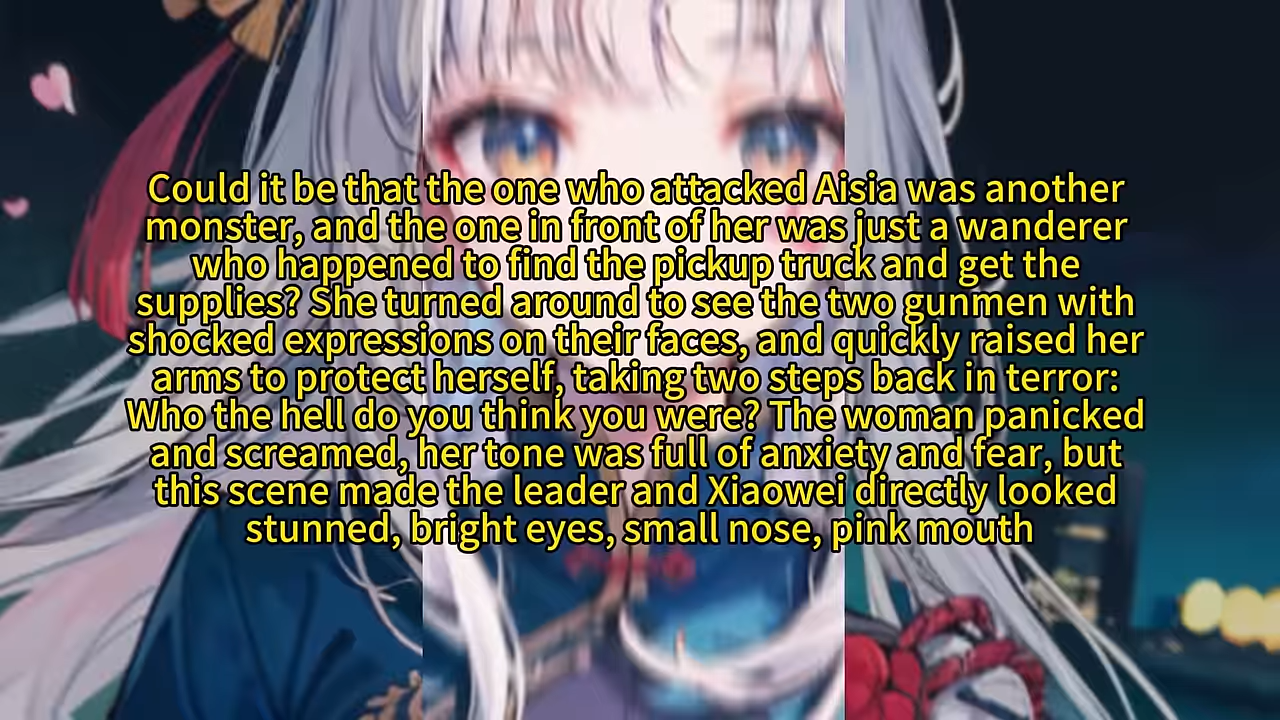 Could it be that the one who attacked Aisia was another
monster, and the one in front of her was just a wanderer
who happened to find the pickup truck and get the
supplies? She turned around to see the two gunmen with
shocked expressions on their faces, and quickly raised her
arms to protect herself, taking two steps back in terror:
Who the hell do you think you were? The woman panicked
and screamed, her tone was full of anxiety and fear, but
this scene made the leader and Xiaowei directly looked
stunned, bright eyes, small nose, pink mouth